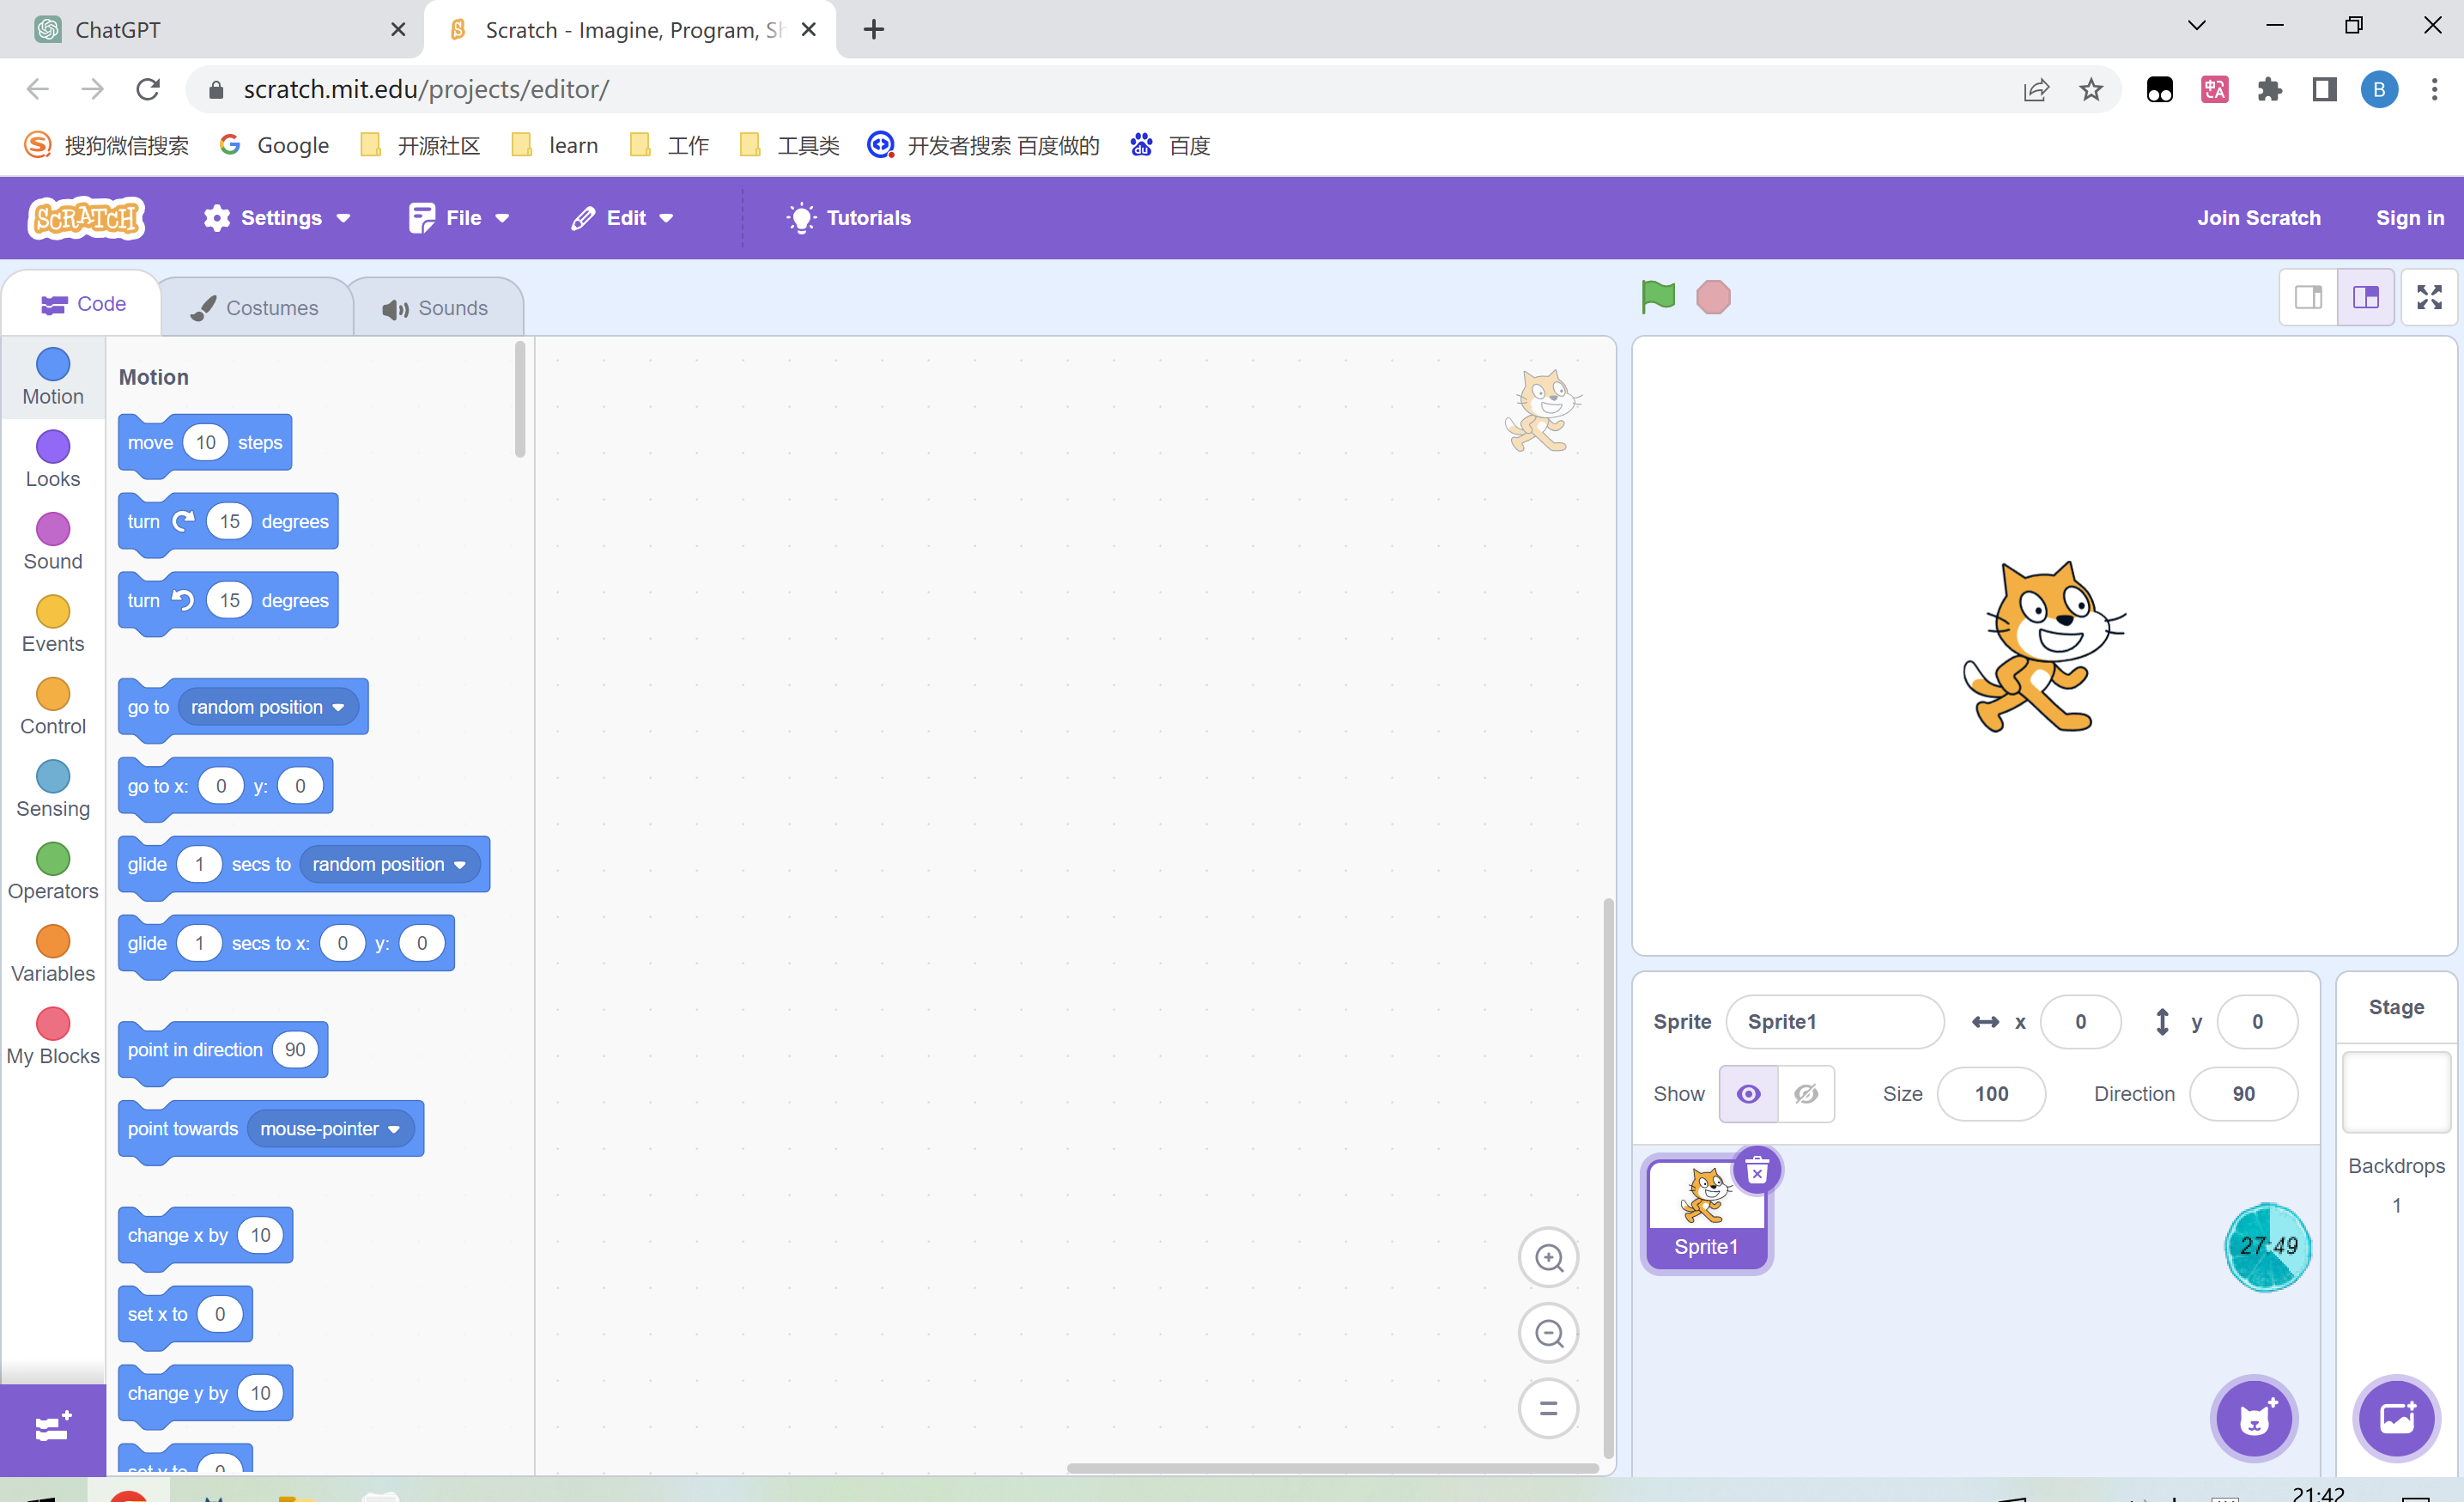 ChatGPT
Scratch - Imagine, Program, Sh
scratch.mit.edu/projects/editor/
B
搜狗微信搜索 Google 开源社区 learn 工作 工具类 开发者搜索 百度做的 百度
SCRATCH Settings File Edit Tutorials Join Scratch Sign in
Code Costumes Sounds
Motion
Looks
Sound
Events
Control
Sensing
Operators
Variables
My Blocks
Motion
move 10 steps
turn 15 degrees
turn 15 degrees
go to random position
go to x: 0 y: 0
glide 1 secs to random position
glide 1 secs to x: 0 y: 0
point in direction 90
point towards mouse-pointer
change x by 10
set x to 0
change y by 10
set y to 0
Sprite Sprite1 x 0 y 0
Show Size 100 Direction 90
Sprite1
27:49
Stage
Backdrops
1
21:42